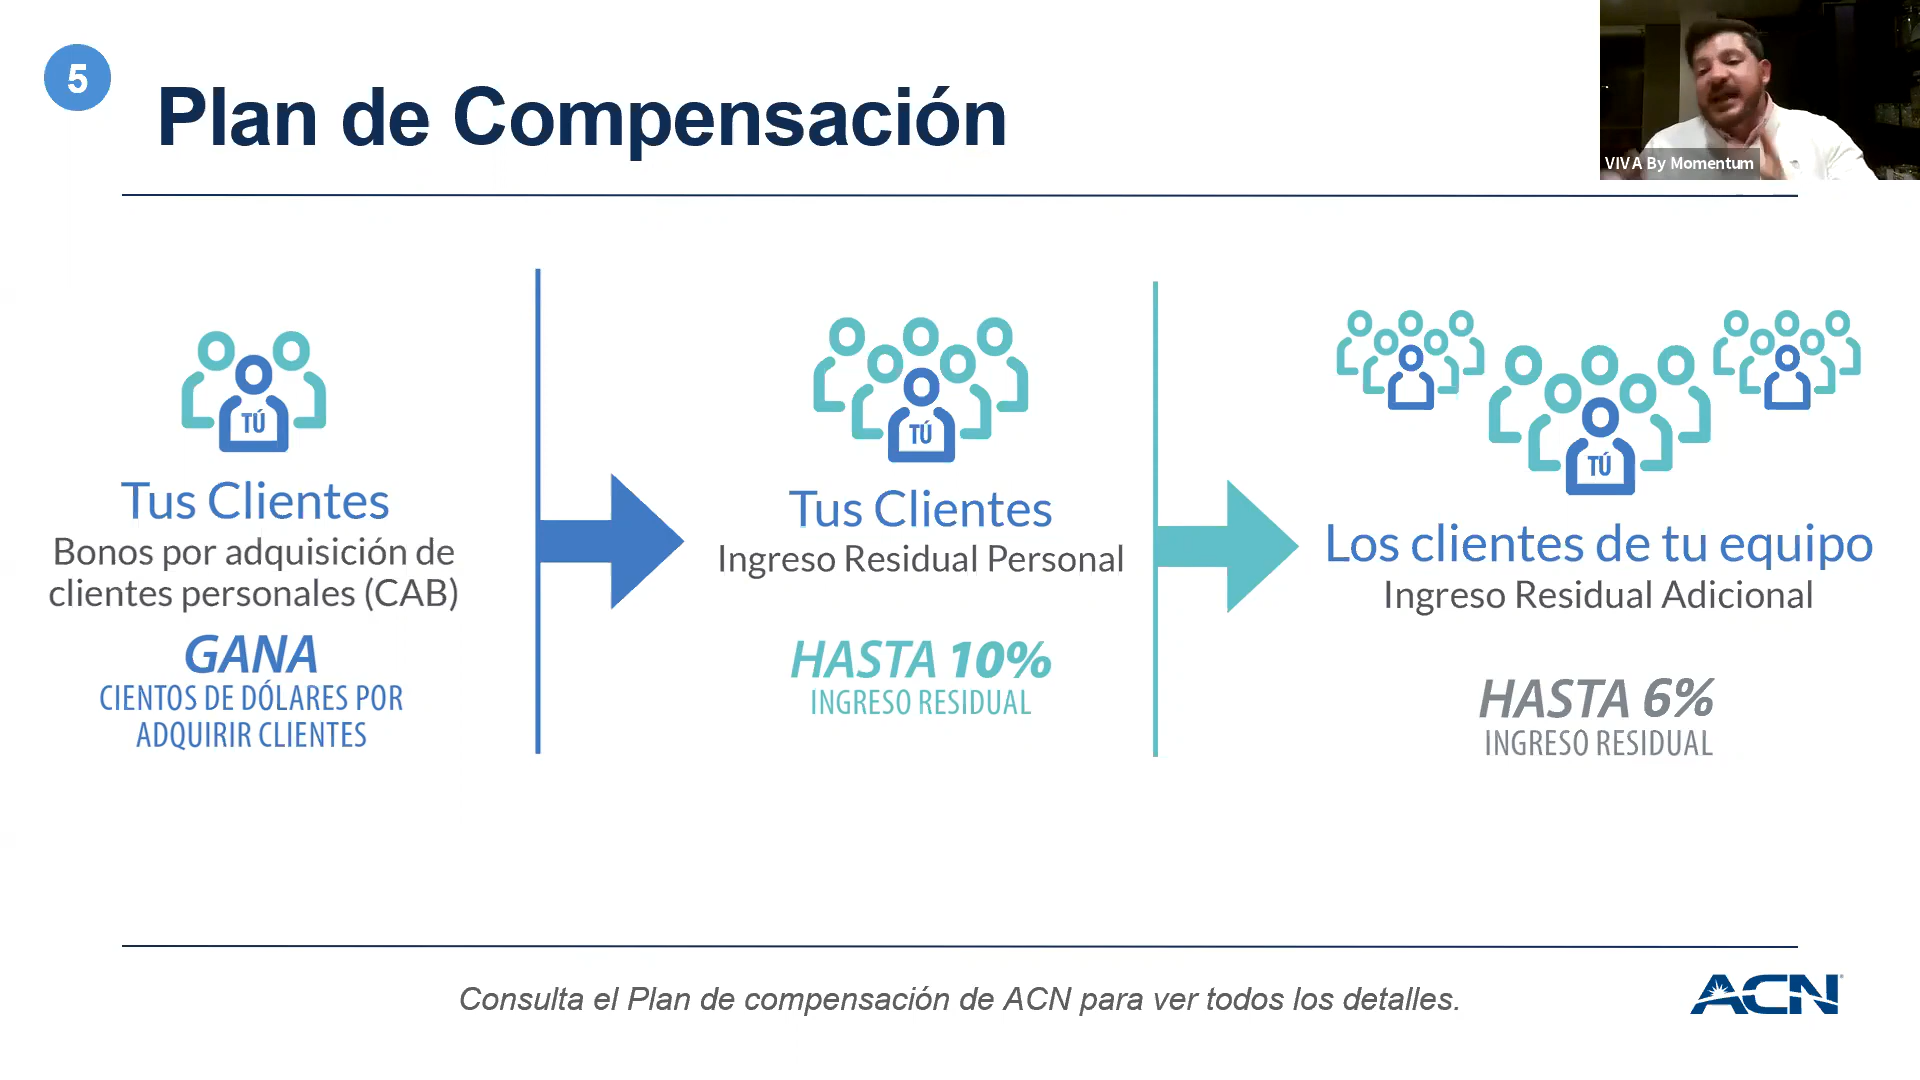 5
Plan de Compensación
VIVA By Momentum
TÚ
Tus Clientes
Bonos por adquisición de
clientes personales (CAB)
GANA
CIENTOS DE DÓLARES POR
ADQUIRIR CLIENTES
TÚ
Tus Clientes
Ingreso Residual Personal
HASTA 10%
INGRESO RESIDUAL
TÚ
Los clientes de tu equipo
Ingreso Residual Adicional
HASTA 6%
INGRESO RESIDUAL
Consulta el Plan de compensación de ACN para ver todos los detalles.
ACN